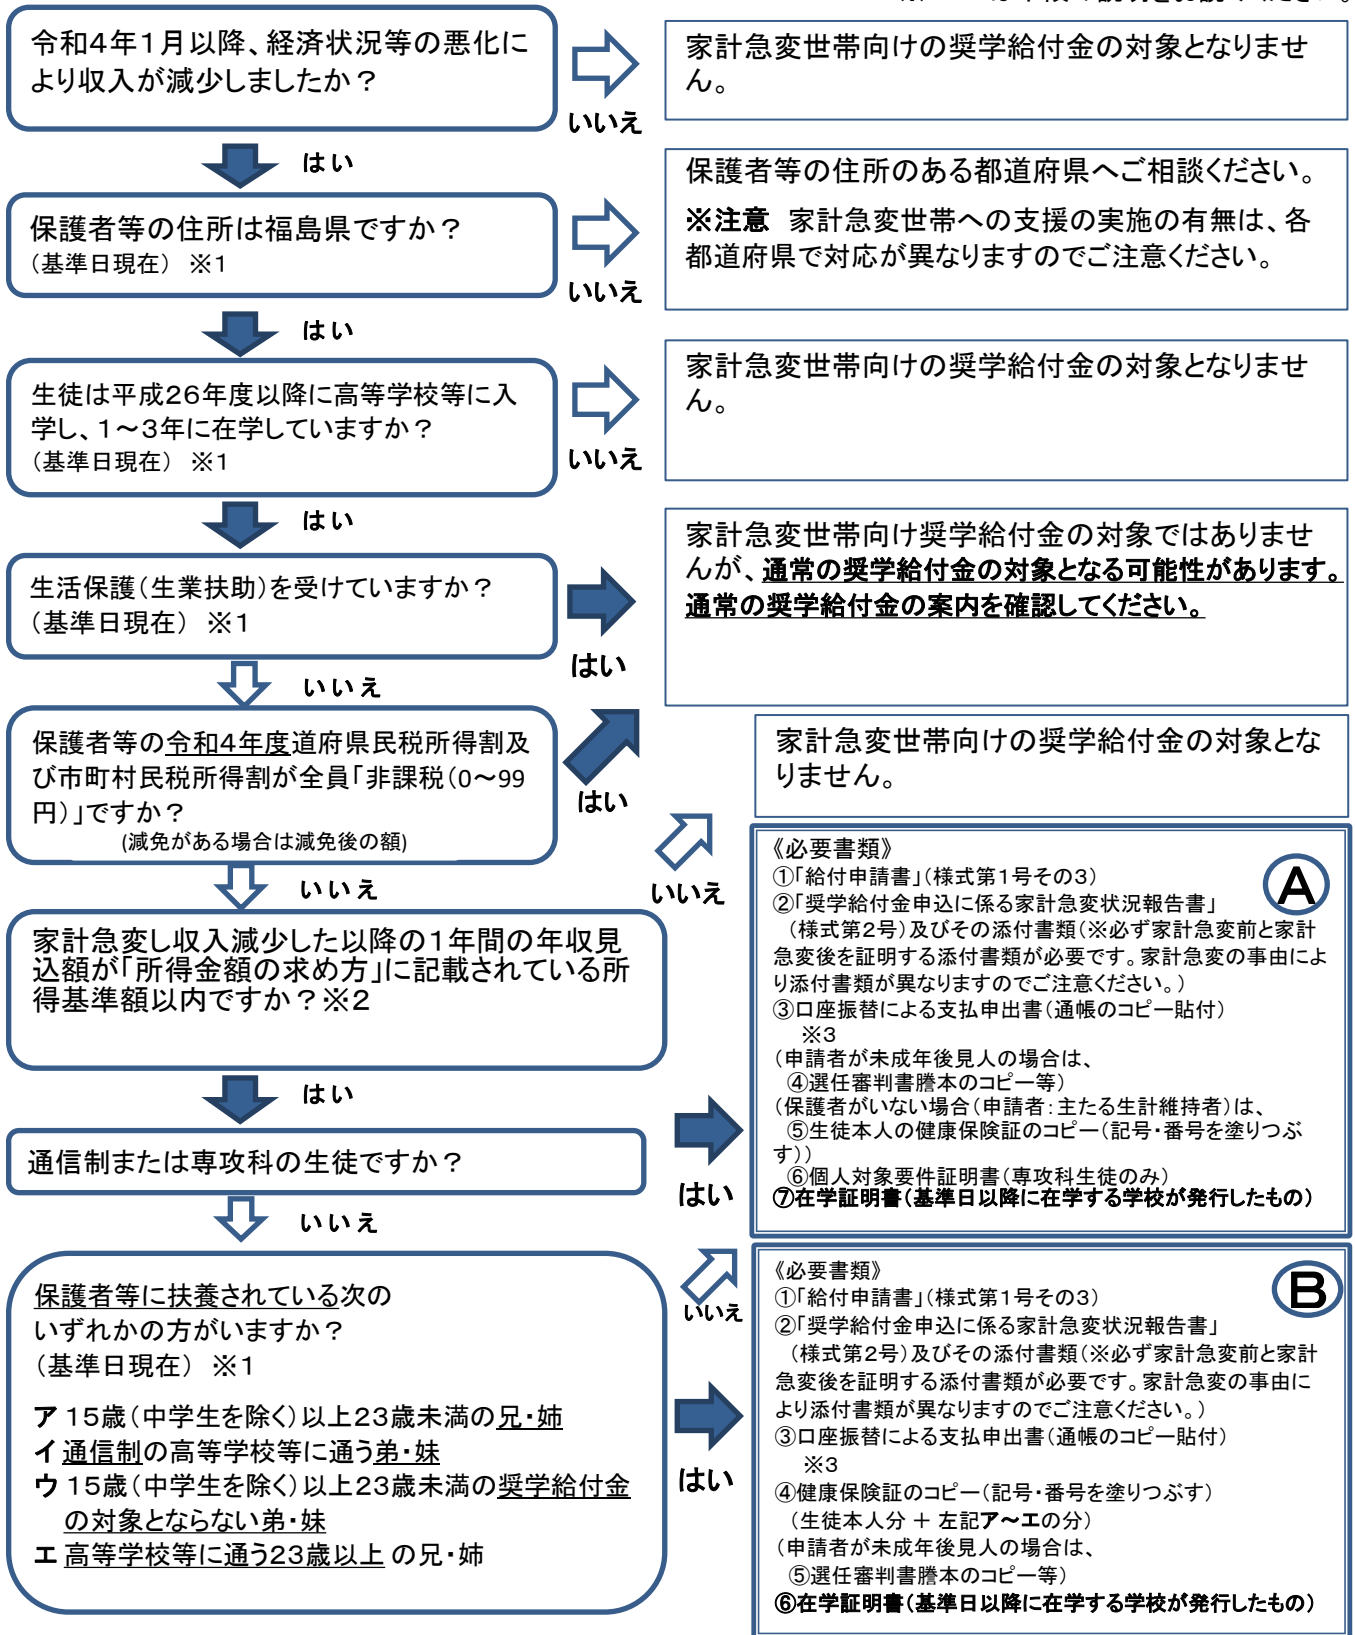 令和4年1月以降、経済状況等の悪化に
より収入が減少しましたか？
いいえ
家計急変世帯向けの奨学給付金の対象となりませ
ん。
はい
保護者等の住所は福島県ですか？
（基準日現在） ※1
いいえ
保護者等の住所のある都道府県へご相談ください。
※注意 家計急変世帯への支援の実施の有無は、各
都道府県で対応が異なりますのでご注意ください。
はい
生徒は平成26年度以降に高等学校等に入
学し、1～3年に在学していますか？
（基準日現在） ※1
いいえ
家計急変世帯向けの奨学給付金の対象となりませ
ん。
はい
生活保護（生業扶助）を受けていますか？
（基準日現在） ※1
はい
家計急変世帯向け奨学給付金の対象ではありませ
んが、通常の奨学給付金の対象となる可能性があります。
通常の奨学給付金の案内を確認してください。
いいえ
保護者等の令和4年度道府県民税所得割及
び市町村民税所得割が全員「非課税（0～99
円）」ですか？
(減免がある場合は減免後の額)
はい
いいえ
家計急変し収入減少した以降の1年間の年収見
込額が「所得金額の求め方」に記載されている所
得基準額以内ですか？※2
いいえ
家計急変世帯向けの奨学給付金の対象とな
りません。
はい
通信制または専攻科の生徒ですか？
はい
《必要書類》
A
①「給付申請書」（様式第1号その3）
②「奨学給付金申込に係る家計急変状況報告書」
（様式第2号）及びその添付書類（※必ず家計急変前と家計
急変後を証明する添付書類が必要です。家計急変の事由によ
り添付書類が異なりますのでご注意ください。）
③口座振替による支払申出書（通帳のコピー貼付）
※3
（申請者が未成年後見人の場合は、
④選任審判書謄本のコピー等）
（保護者がいない場合（申請者：主たる生計維持者）は、
⑤生徒本人の健康保険証のコピー（記号・番号を塗りつぶ
す））
⑥個人対象要件証明書（専攻科生徒のみ）
⑦在学証明書（基準日以降に在学する学校が発行したもの）
いいえ
保護者等に扶養されている次の
いずれかの方がいますか？
（基準日現在） ※1
ア 15歳（中学生を除く）以上23歳未満の兄・姉
イ 通信制の高等学校等に通う弟・妹
ウ 15歳（中学生を除く）以上23歳未満の奨学給付金
の対象とならない弟・妹
エ 高等学校等に通う23歳以上 の兄・姉
いいえ
はい
《必要書類》
B
①「給付申請書」（様式第1号その3）
②「奨学給付金申込に係る家計急変状況報告書」
（様式第2号）及びその添付書類（※必ず家計急変前と家計
急変後を証明する添付書類が必要です。家計急変の事由に
より添付書類が異なりますのでご注意ください。）
③口座振替による支払申出書（通帳のコピー貼付）
※3
④健康保険証のコピー（記号・番号を塗りつぶす）
（生徒本人分 ＋ 左記ア～エの分）
（申請者が未成年後見人の場合は、
⑤選任審判書謄本のコピー等）
⑥在学証明書（基準日以降に在学する学校が発行したもの）